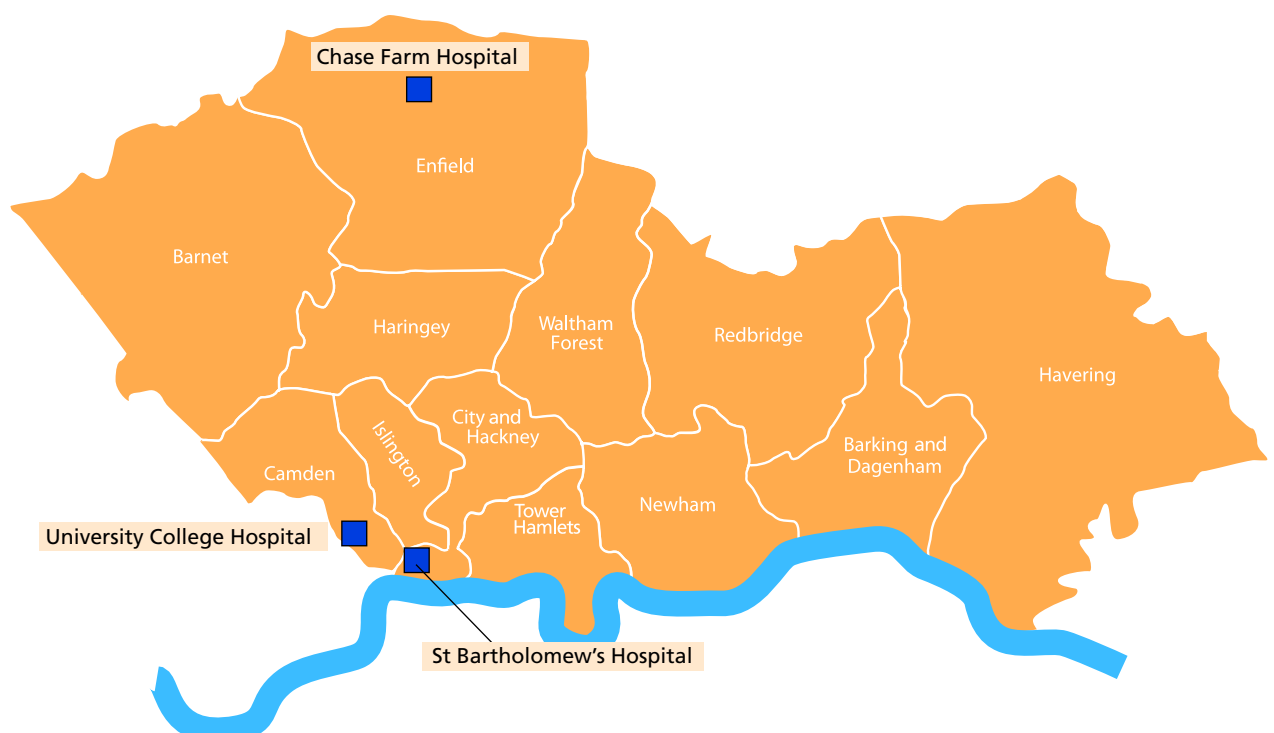 Chase Farm Hospital
Enfield
Barnet
Haringey
Waltham
Forest
Redbridge
Havering
City and
Hackney
Islington
Camden
Barking and
Dagenham
Newham
Tower
Hamlets
University College Hospital
St Bartholomew's Hospital